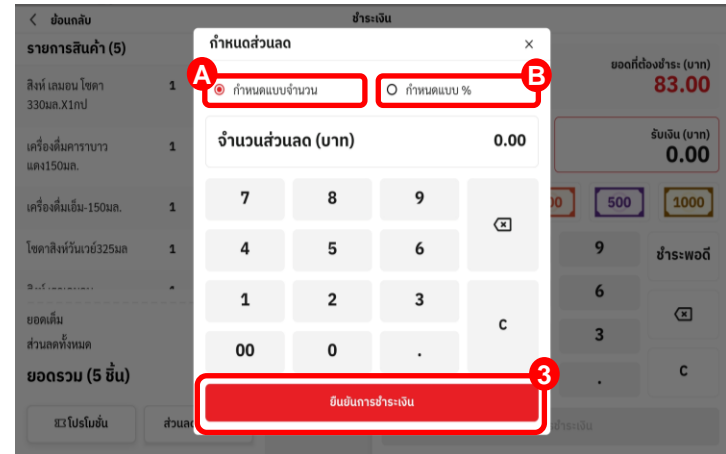 ย้อนกลับ
ชำระเงิน
รายการสินค้า (5)
สิงห์ เลมอน โซดา
330มล.X1กป
1
เครื่องดื่มคาราบาว
แดง150มล.
1
เครื่องดื่มเอ็ม-150มล.
1
โซดาสิงห์วันเวย์325มล
1
ยอดเต็ม
ส่วนลดทั้งหมด
ยอดรวม (5 ชิ้น)
โปรโมชั่น
ส่วนลด
กำหนดส่วนลด
×
A
กำหนดแบบจำนวน
B
กำหนดแบบ %
จำนวนส่วนลด (บาท)
0.00
7
8
9
4
5
6
1
2
3
C
00
0
.
3
ยืนยันการชำระเงิน
ยอดที่ต้องชำระ (บาท)
83.00
รับเงิน (บาท)
0.00
500
1000
9
ชำระพอดี
6
3
.
C